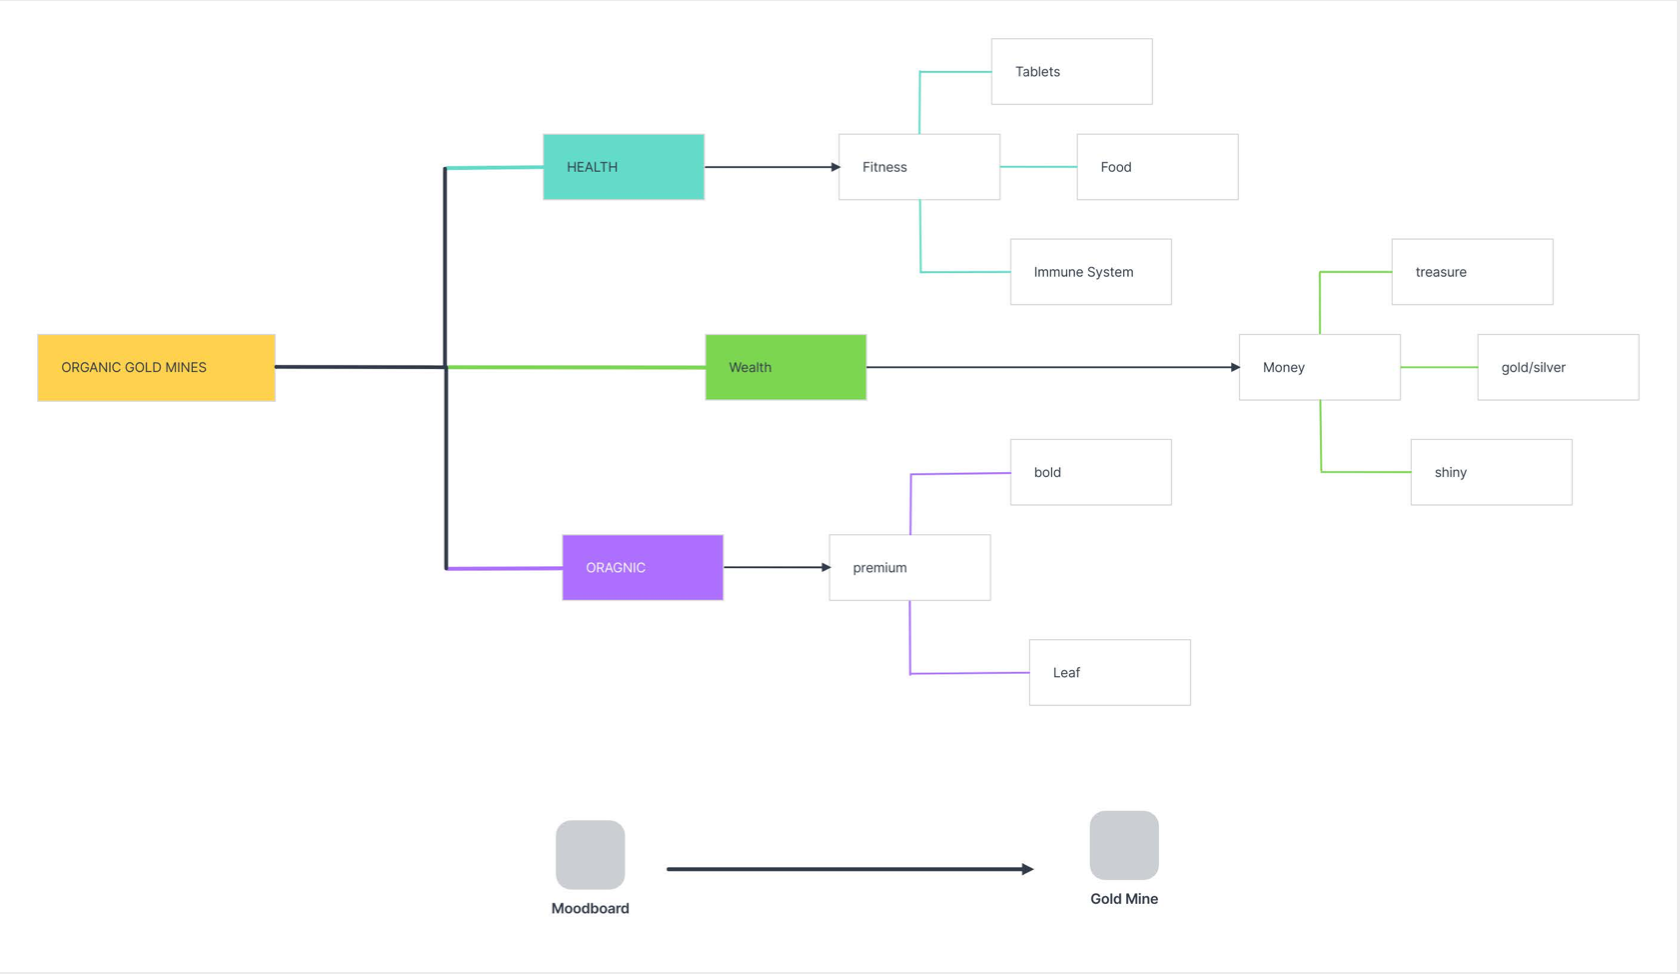 Tablets
HEALTH
Fitness
Food
Immune System
treasure
ORGANIC GOLD MINES
Wealth
Money
gold/silver
bold
shiny
ORAGNIC
premium
Leaf
Moodboard
Gold Mine